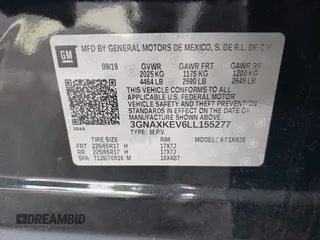 GM
MFD BY GENERAL MOTORS DE MEXICO, S. DE R.L. DE C.V.
09/19 GVWR GAWR FRT GAWR RR
2025 KG 1175 KG 1200 KG
4464 LB 2590 LB 2645 LB
THIS VEHICLE CONFORMS TO ALL APPLICABLE
U.S. FEDERAL MOTOR VEHICLE SAFETY, BUMPER, AND THEFT
PREVENTION STANDARDS IN EFFECT ON THE DATE OF
MANUFACTURE SHOWN ABOVE.
3GNAXKEV6LL155277
TYPE: M.P.V.
TIRE RIM MODEL:
FRT 225/65R17 H 17X7J
RR 225/65R17 H 17X7J
SPA T135/70R16 M 16X4BT
DREAMBID